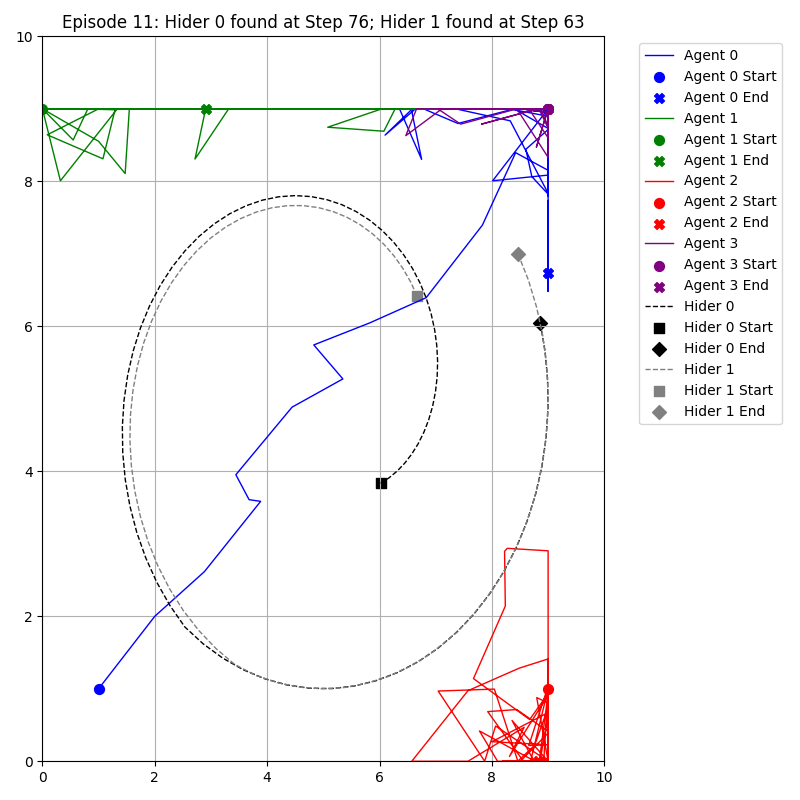 Episode 11: Hider 0 found at Step 76; Hider 1 found at Step 63
10
8
6
4
2
0
0 2 4 6 8 10
Agent 0
Agent 0 Start
Agent 0 End
Agent 1
Agent 1 Start
Agent 1 End
Agent 2
Agent 2 Start
Agent 2 End
Agent 3
Agent 3 Start
Agent 3 End
Hider 0
Hider 0 Start
Hider 0 End
Hider 1
Hider 1 Start
Hider 1 End